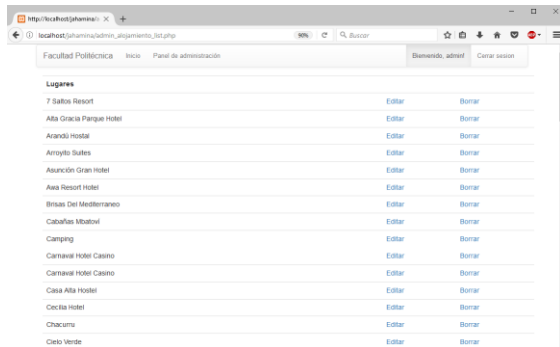 http://localhost/jahamina/a
localhost/jahamina/admin_alojamiento_list.php 90% Buscar
Facultad Politécnica Inicio Panel de administración Bienvenido, admin! Cerrar sesion
Lugares
7 Saltos Resort Editar Borrar
Alta Gracia Parque Hotel Editar Borrar
Arandú Hostal Editar Borrar
Arroyito Suites Editar Borrar
Asunción Gran Hotel Editar Borrar
Awa Resort Hotel Editar Borrar
Brisas Del Mediterraneo Editar Borrar
Cabañas Mbatoví Editar Borrar
Camping Editar Borrar
Carnaval Hotel Casino Editar Borrar
Carnaval Hotel Casino Editar Borrar
Casa Alta Hostel Editar Borrar
Cecilia Hotel Editar Borrar
Chacurru Editar Borrar
Cielo Verde Editar Borrar